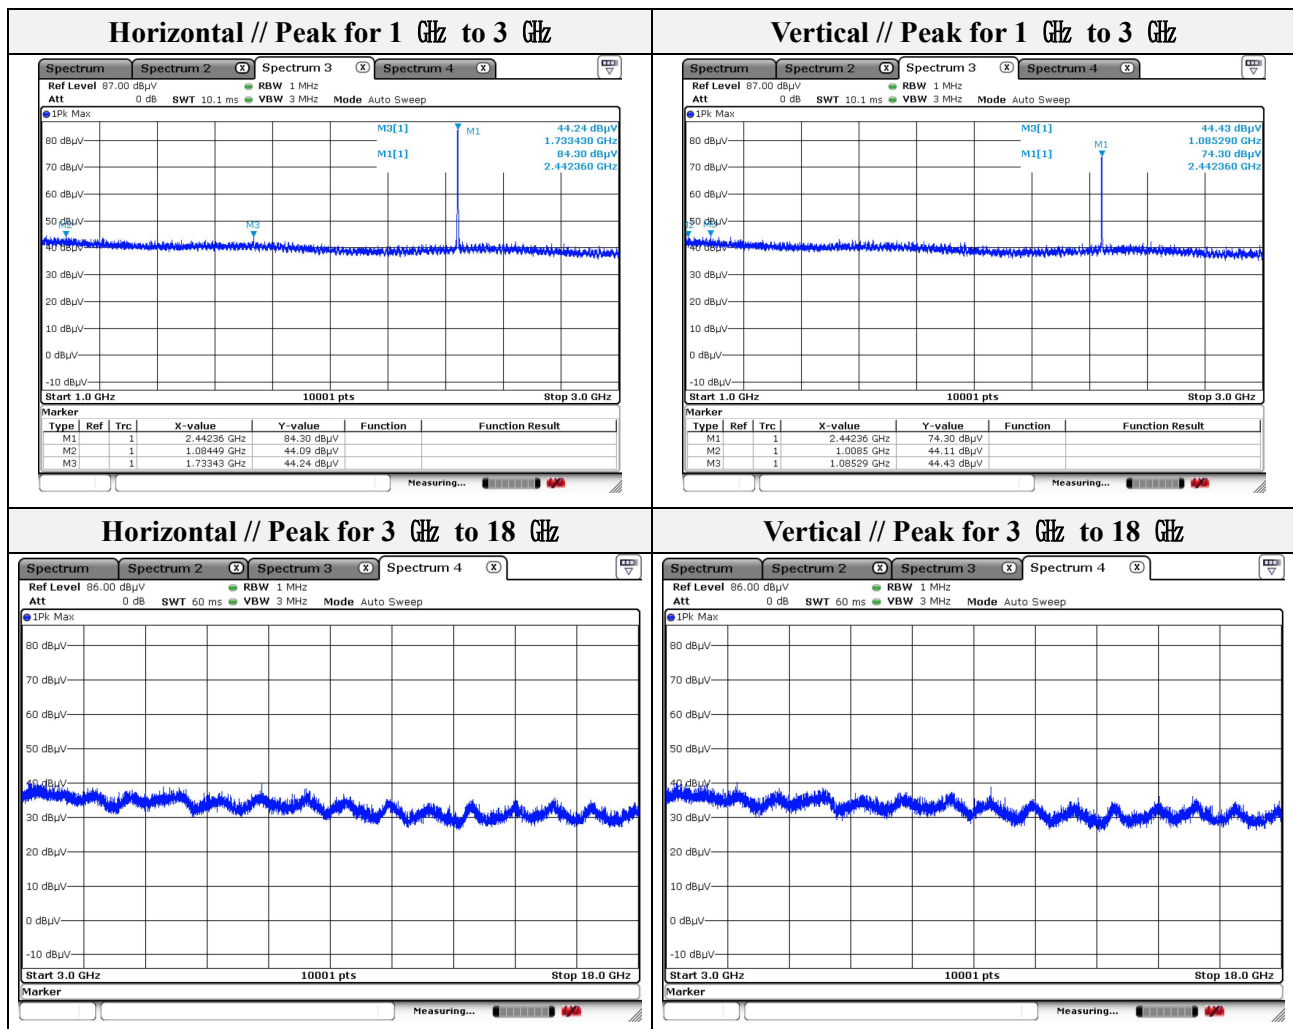 Horizontal // Peak for 1 ㎓ to 3 ㎓
Spectrum Spectrum 2 X Spectrum 3 X Spectrum 4 X
Ref Level 87.00 dBµV RBW 1 MHz
Att 0 dB SWT 10.1 ms VBW 3 MHz Mode Auto Sweep
1Pk Max
M3[1] 44.24 dBµV
1.733430 GHz
M1[1] 84.30 dBµV
2.442360 GHz
M1
M2
M3
80 dBµV
70 dBµV
60 dBµV
50 dBµV
40 dBµV
30 dBµV
20 dBµV
10 dBµV
0 dBµV
-10 dBµV
Start 1.0 GHz 10001 pts Stop 3.0 GHz
Marker
Type Ref Trc X-value Y-value Function Function Result
M1 1 2.44236 GHz 84.30 dBµV
M2 1 1.08449 GHz 44.09 dBµV
M3 1 1.73343 GHz 44.24 dBµV
Measuring...
Vertical // Peak for 1 ㎓ to 3 ㎓
Spectrum Spectrum 2 X Spectrum 3 X Spectrum 4 X
Ref Level 87.00 dBµV RBW 1 MHz
Att 0 dB SWT 10.1 ms VBW 3 MHz Mode Auto Sweep
1Pk Max
M3[1] 44.43 dBµV
1.085290 GHz
M1[1] 74.30 dBµV
2.442360 GHz
M1
80 dBµV
70 dBµV
60 dBµV
50 dBµV
40 dBµV
30 dBµV
20 dBµV
10 dBµV
0 dBµV
-10 dBµV
Start 1.0 GHz 10001 pts Stop 3.0 GHz
Marker
Type Ref Trc X-value Y-value Function Function Result
M1 1 2.44236 GHz 74.30 dBµV
M2 1 1.0085 GHz 44.11 dBµV
M3 1 1.08529 GHz 44.43 dBµV
Measuring...
Horizontal // Peak for 3 ㎓ to 18 ㎓
Spectrum Spectrum 2 X Spectrum 3 X Spectrum 4 X
Ref Level 86.00 dBµV RBW 1 MHz
Att 0 dB SWT 60 ms VBW 3 MHz Mode Auto Sweep
1Pk Max
80 dBµV
70 dBµV
60 dBµV
50 dBµV
40 dBµV
30 dBµV
20 dBµV
10 dBµV
0 dBµV
-10 dBµV
Start 3.0 GHz 10001 pts Stop 18.0 GHz
Marker
Measuring...
Vertical // Peak for 3 ㎓ to 18 ㎓
Spectrum Spectrum 2 X Spectrum 3 X Spectrum 4 X
Ref Level 86.00 dBµV RBW 1 MHz
Att 0 dB SWT 60 ms VBW 3 MHz Mode Auto Sweep
1Pk Max
80 dBµV
70 dBµV
60 dBµV
50 dBµV
40 dBµV
30 dBµV
20 dBµV
10 dBµV
0 dBµV
-10 dBµV
Start 3.0 GHz 10001 pts Stop 18.0 GHz
Marker
Measuring...